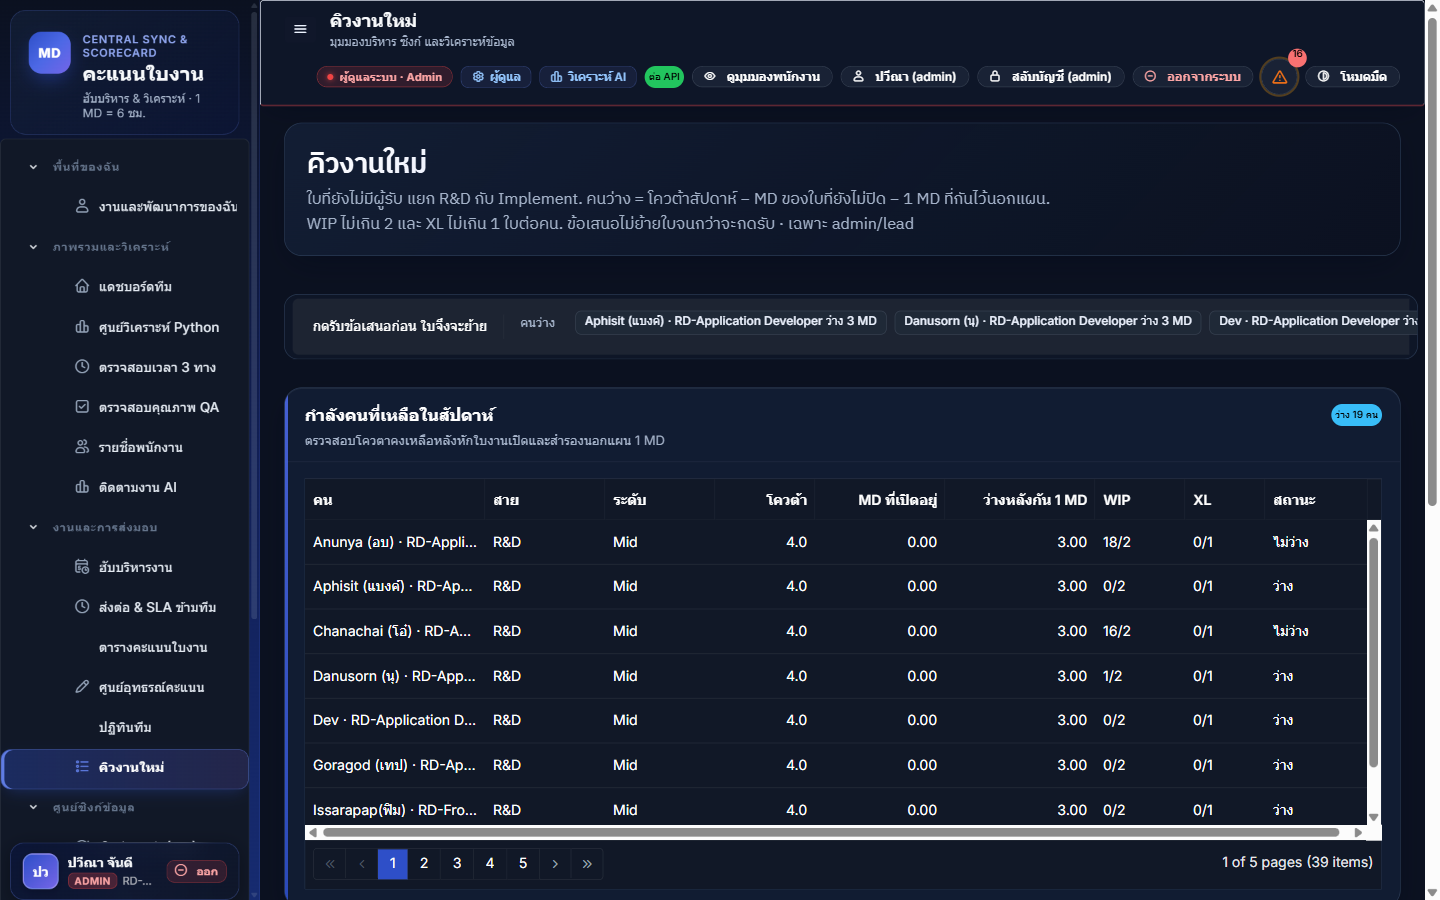 MD
CENTRAL SYNC &
SCORECARD
คะแนนใบงาน
ฮับบริหาร & วิเคราะห์ · 1
MD = 6 ชม.
พื้นที่ของฉัน
งานและพัฒนาการของฉัน
ภาพรวมและวิเคราะห์
แดชบอร์ดทีม
ศูนย์วิเคราะห์ Python
ตรวจสอบเวลา 3 ทาง
ตรวจสอบคุณภาพ QA
รายชื่อพนักงาน
ติดตามงาน AI
งานและการส่งมอบ
ฮับบริหารงาน
ส่งต่อ & SLA ข้ามทีม
ตารางคะแนนใบงาน
ศูนย์อุทธรณ์คะแนน
ปฏิทินทีม
คิวงานใหม่
ศูนย์ซิงก์ข้อมูล
ปว
ปวีณา จันดี
ADMIN RD-...
ออก
คิวงานใหม่
มุมมองบริหาร ซิงก์ และวิเคราะห์ข้อมูล
ผู้ดูแลระบบ · Admin
ผู้ดูแล
วิเคราะห์ AI
ต่อ API
ดูมุมมองพนักงาน
ปวีณา (admin)
สลับบัญชี (admin)
ออกจากระบบ
16
โหมดมืด
คิวงานใหม่
ใบที่ยังไม่มีผู้รับ แยก R&D กับ Implement. คนว่าง = โควต้าสัปดาห์ – MD ของใบที่ยังไม่ปิด – 1 MD ที่กันไว้นอกแผน.
WIP ไม่เกิน 2 และ XL ไม่เกิน 1 ใบต่อคน. ข้อเสนอไม่ย้ายใบจนกว่าจะกดรับ · เฉพาะ admin/lead
กดรับข้อเสนอก่อน ใบจึงจะย้าย
คนว่าง
Aphisit (แบงค์) · RD-Application Developer ว่าง 3 MD
Danusorn (นุ) · RD-Application Developer ว่าง 3 MD
Dev · RD-Application Developer ว่าง
กำลังคนที่เหลือในสัปดาห์
ว่าง 19 คน
ตรวจสอบโควตาคงเหลือหลังหักใบงานเปิดและสำรองนอกแผน 1 MD
คน สาย ระดับ โควต้า MD ที่เปิดอยู่ ว่างหลังกัน 1 MD WIP XL สถานะ
Anunya (อบ) · RD-Appli... R&D Mid 4.0 0.00 3.00 18/2 0/1 ไม่ว่าง
Aphisit (แบงค์) · RD-Ap... R&D Mid 4.0 0.00 3.00 0/2 0/1 ว่าง
Chanachai (โอ๋) · RD-A... R&D Mid 4.0 0.00 3.00 16/2 0/1 ไม่ว่าง
Danusorn (นุ) · RD-App... R&D Mid 4.0 0.00 3.00 1/2 0/1 ว่าง
Dev · RD-Application D... R&D Mid 4.0 0.00 3.00 0/2 0/1 ว่าง
Goragod (เทป) · RD-Ap... R&D Mid 4.0 0.00 3.00 0/2 0/1 ว่าง
Issarapap(ฟิม) · RD-Fro... R&D Mid 4.0 0.00 3.00 0/2 0/1 ว่าง
« ‹ 1 2 3 4 5 › »
1 of 5 pages (39 items)